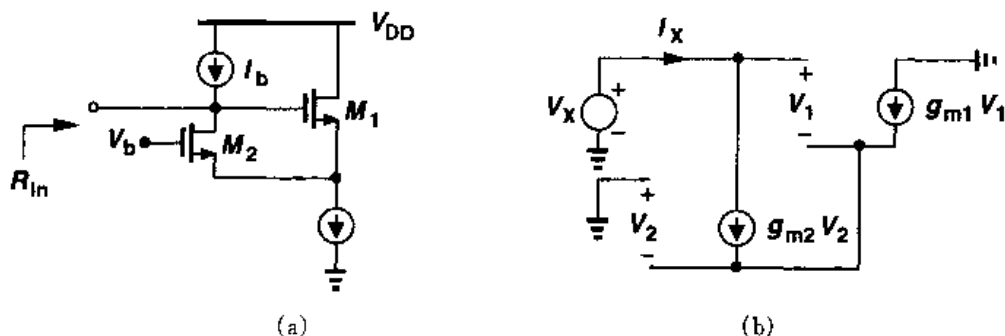 V_DD
I_b
M_1
V_b
M_2
R_in
(a)
I_X
V_X
+
−
+
V_1
−
g_m1 V_1
+
V_2
−
g_m2 V_2
(b)